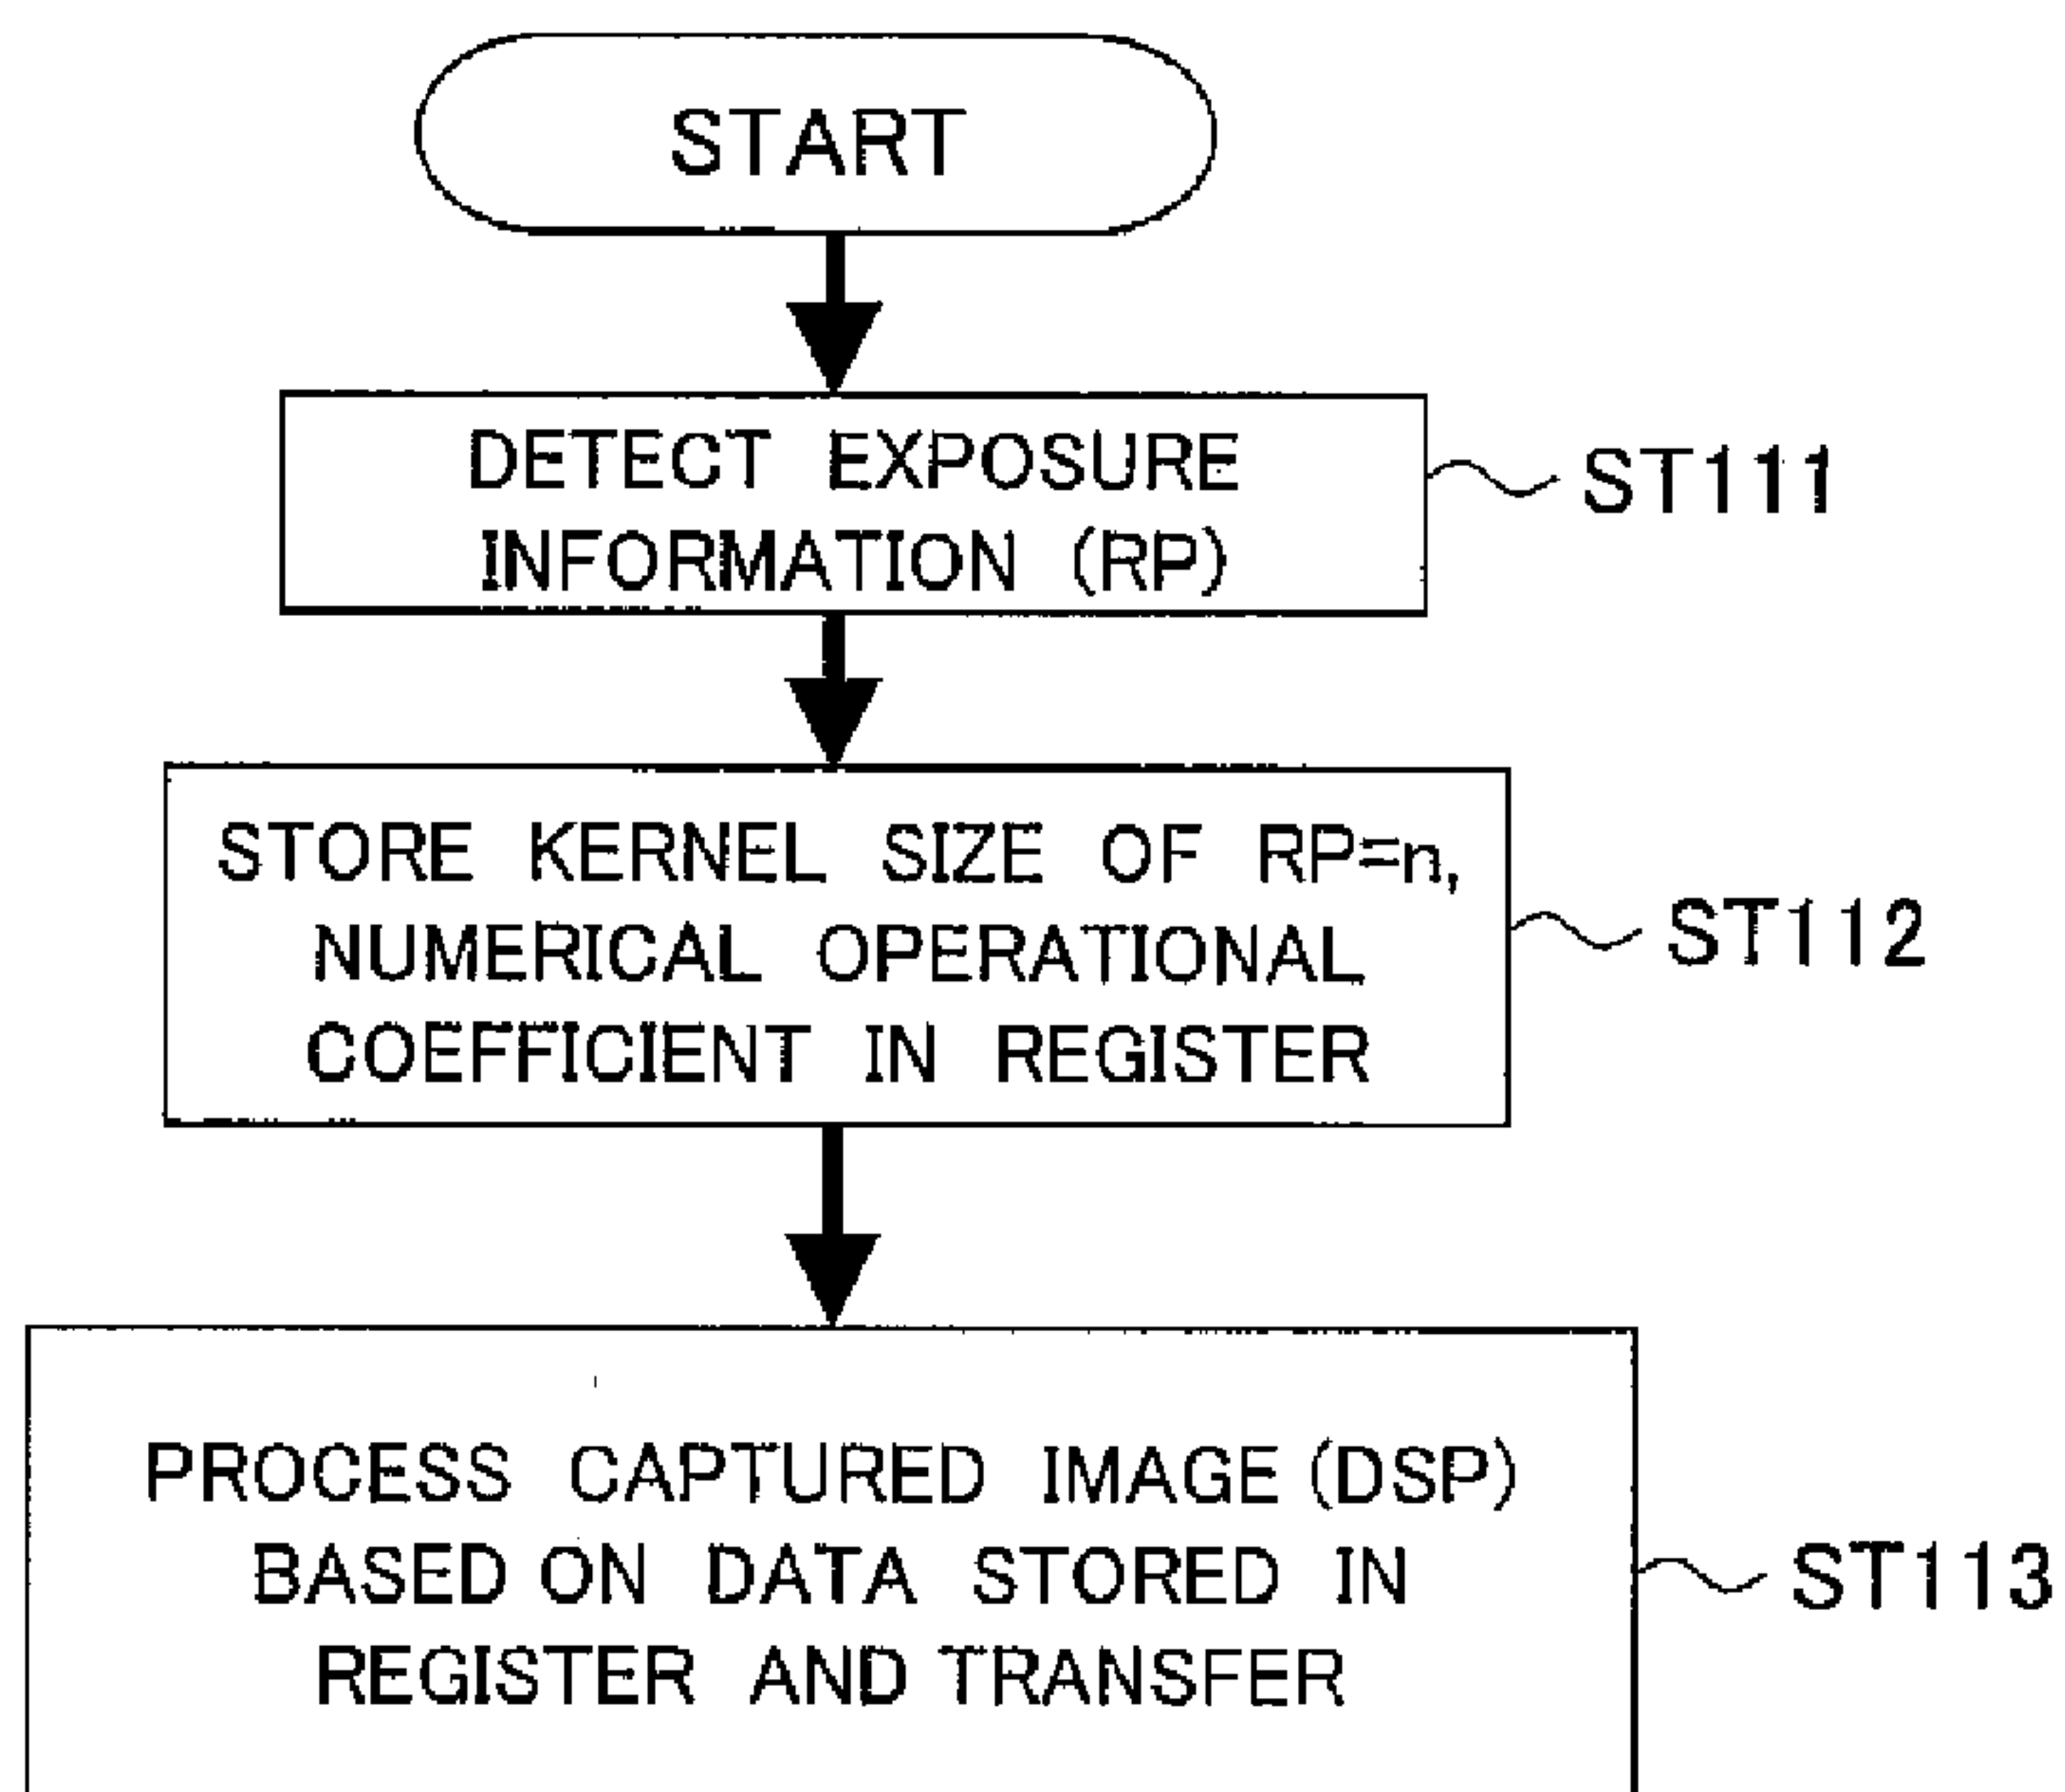 START
DETECT EXPOSURE
INFORMATION (RP)
ST111
STORE KERNEL SIZE OF RP=n,
NUMERICAL OPERATIONAL
COEFFICIENT IN REGISTER
ST112
PROCESS CAPTURED IMAGE (DSP)
BASED ON DATA STORED IN
REGISTER AND TRANSFER
ST113